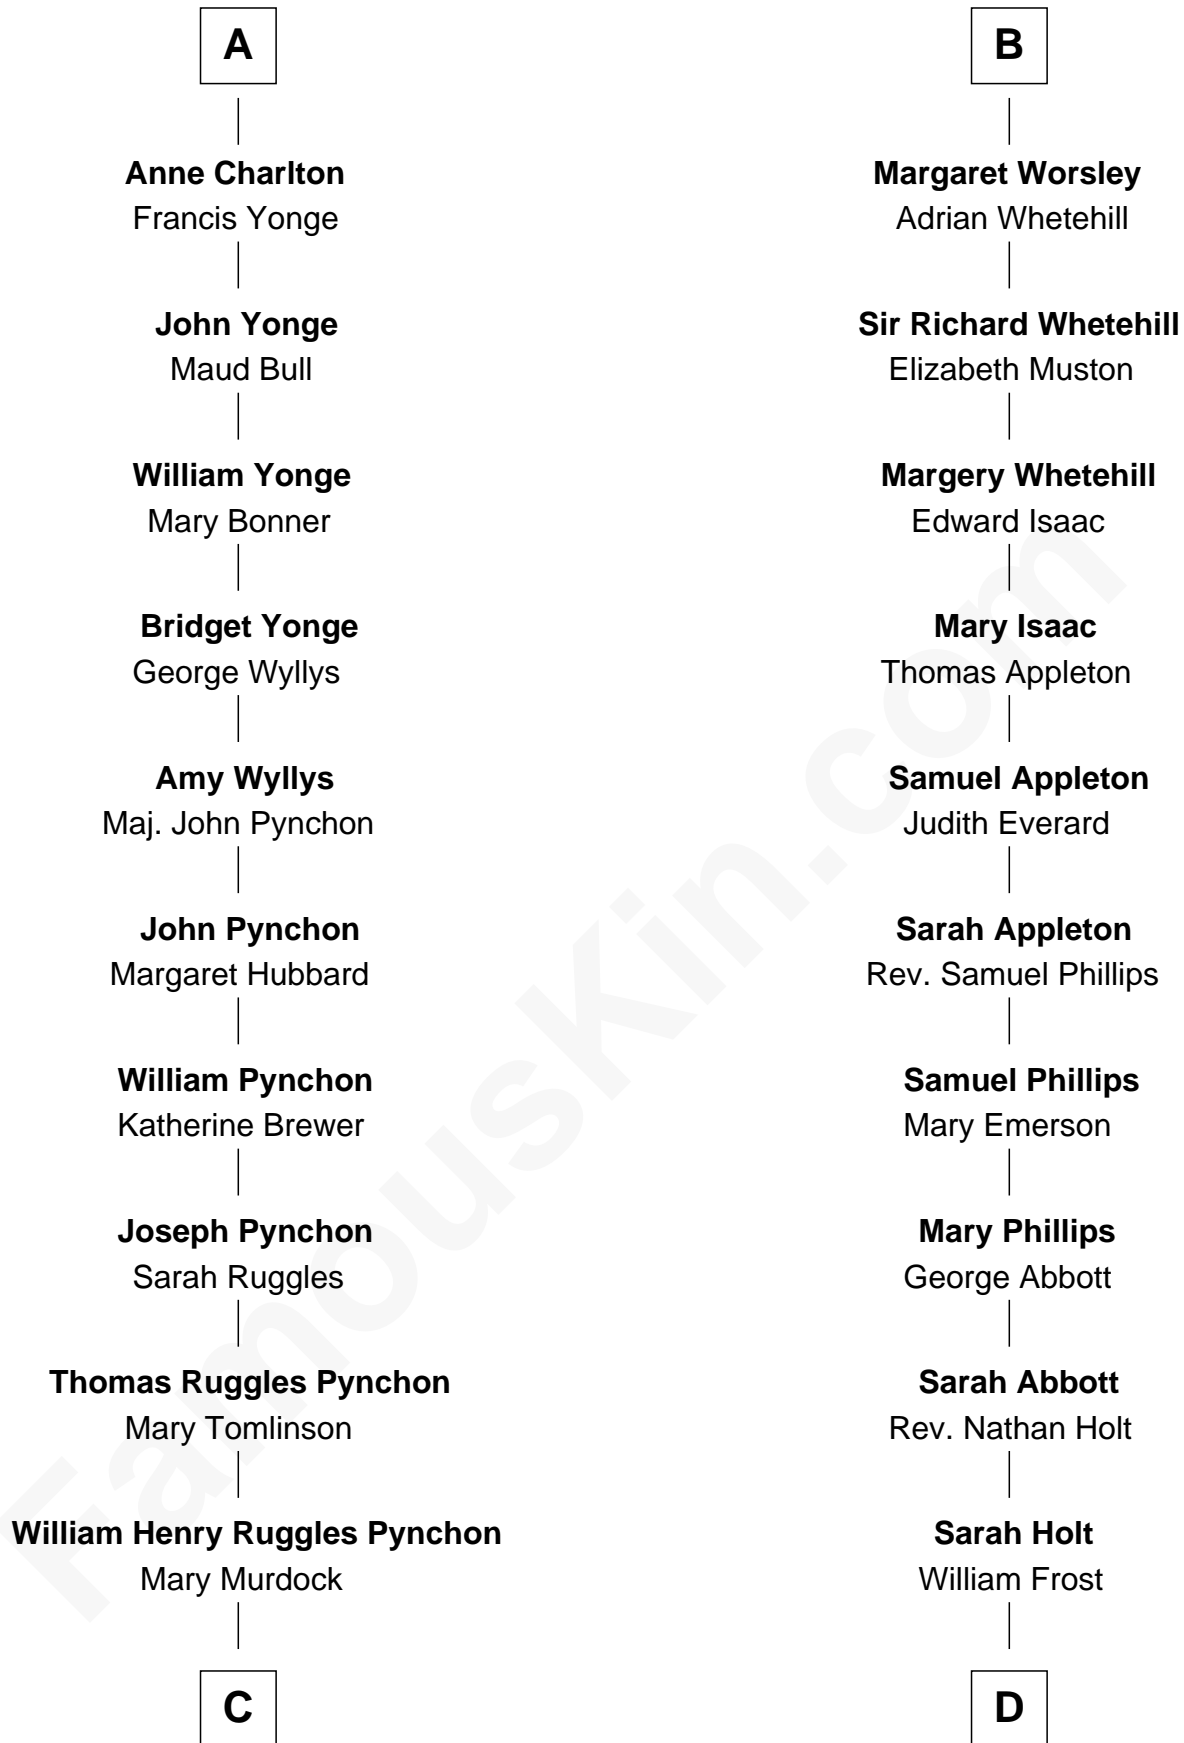 A
Anne Charlton
Francis Yonge
John Yonge
Maud Bull
William Yonge
Mary Bonner
Bridget Yonge
George Wyllys
Amy Wyllys
Maj. John Pynchon
John Pynchon
Margaret Hubbard
William Pynchon
Katherine Brewer
Joseph Pynchon
Sarah Ruggles
Thomas Ruggles Pynchon
Mary Tomlinson
William Henry Ruggles Pynchon
Mary Murdock
C
B
Margaret Worsley
Adrian Whetehill
Sir Richard Whetehill
Elizabeth Muston
Margery Whetehill
Edward Isaac
Mary Isaac
Thomas Appleton
Samuel Appleton
Judith Everard
Sarah Appleton
Rev. Samuel Phillips
Samuel Phillips
Mary Emerson
Mary Phillips
George Abbott
Sarah Abbott
Rev. Nathan Holt
Sarah Holt
William Frost
D
FamousKin.com